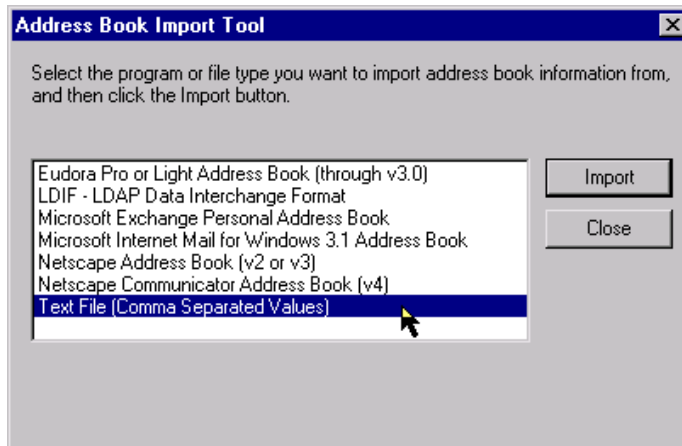 Address Book Import Tool
Select the program or file type you want to import address book information from,
and then click the Import button.
Eudora Pro or Light Address Book (through v3.0)
LDIF - LDAP Data Interchange Format
Microsoft Exchange Personal Address Book
Microsoft Internet Mail for Windows 3.1 Address Book
Netscape Address Book (v2 or v3)
Netscape Communicator Address Book (v4)
Text File (Comma Separated Values)
Import
Close